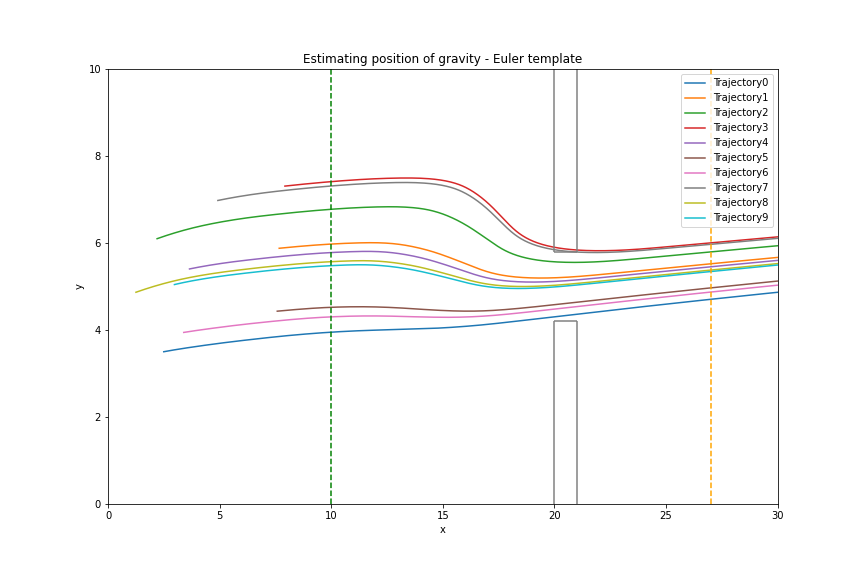 Estimating position of gravity - Euler template
10
8
6
4
2
0
y
Trajectory0
Trajectory1
Trajectory2
Trajectory3
Trajectory4
Trajectory5
Trajectory6
Trajectory7
Trajectory8
Trajectory9
0 5 10 15 20 25 30
x